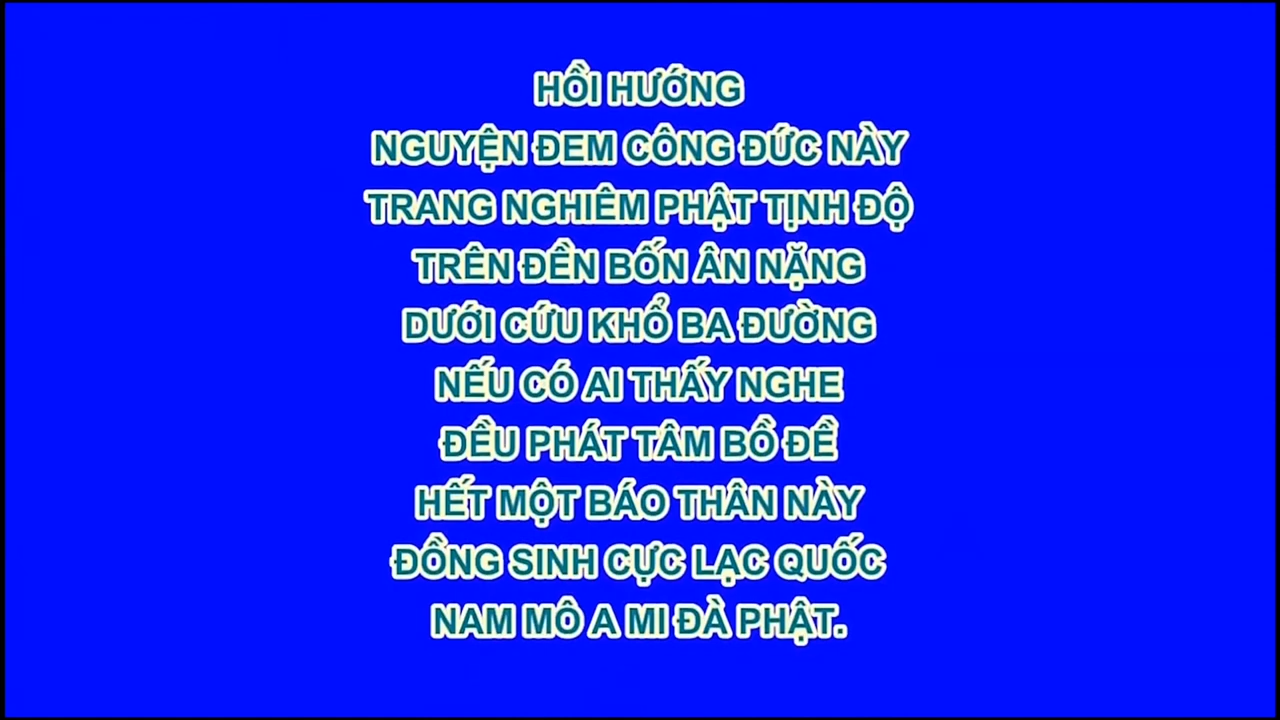 HỒI HƯỚNG
NGUYỆN ĐEM CÔNG ĐỨC NÀY
TRANG NGHIÊM PHẬT TỊNH ĐỘ
TRÊN ĐỀN BỐN ÂN NẶNG
DƯỚI CỨU KHỔ BA ĐƯỜNG
NẾU CÓ AI THẤY NGHE
ĐỀU PHÁT TÂM BỒ ĐỀ
HẾT MỘT BÁO THÂN NÀY
ĐỒNG SINH CỰC LẠC QUỐC
NAM MÔ A MI ĐÀ PHẬT.